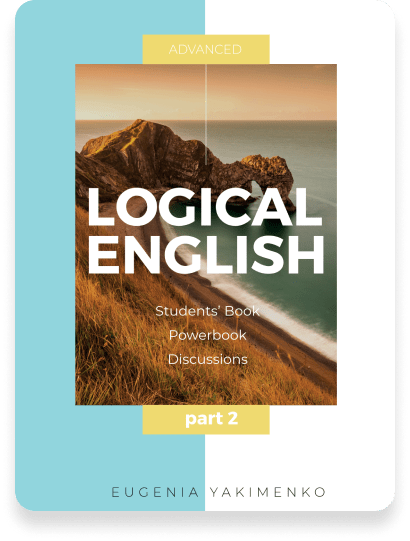 ADVANCED
LOGICAL
ENGLISH
Students' Book
Powerbook
Discussions
part 2
EUGENIA YAKIMENKO